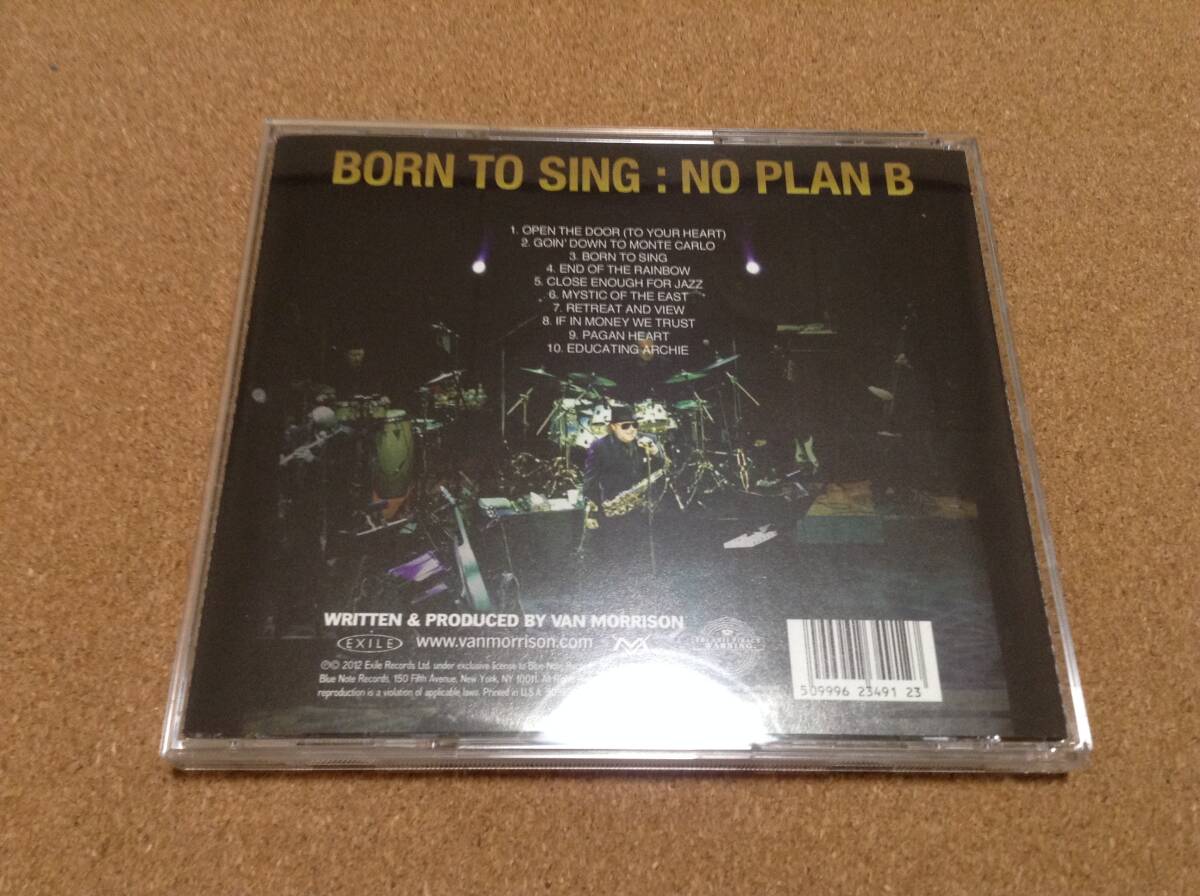 BORN TO SING : NO PLAN B
1. OPEN THE DOOR (TO YOUR HEART)
2. GOIN' DOWN TO MONTE CARLO
3. BORN TO SING
4. END OF THE RAINBOW
5. CLOSE ENOUGH FOR JAZZ
6. MYSTIC OF THE EAST
7. RETREAT AND VIEW
8. IF IN MONEY WE TRUST
9. PAGAN HEART
10. EDUCATING ARCHIE
WRITTEN & PRODUCED BY VAN MORRISON
EXILE www.vanmorrison.com VM
WARNING
℗© 2012 Exile Records Ltd. under exclusive license to Blue Note
Blue Note Records, 150 Fifth Avenue, New York, NY 10011. All
reproduction is a violation of applicable laws. Printed in U.S.A.
5 09996 23491 23